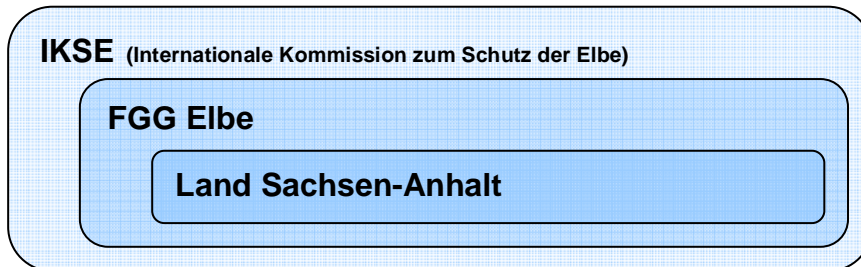 IKSE (Internationale Kommission zum Schutz der Elbe)
FGG Elbe
Land Sachsen-Anhalt